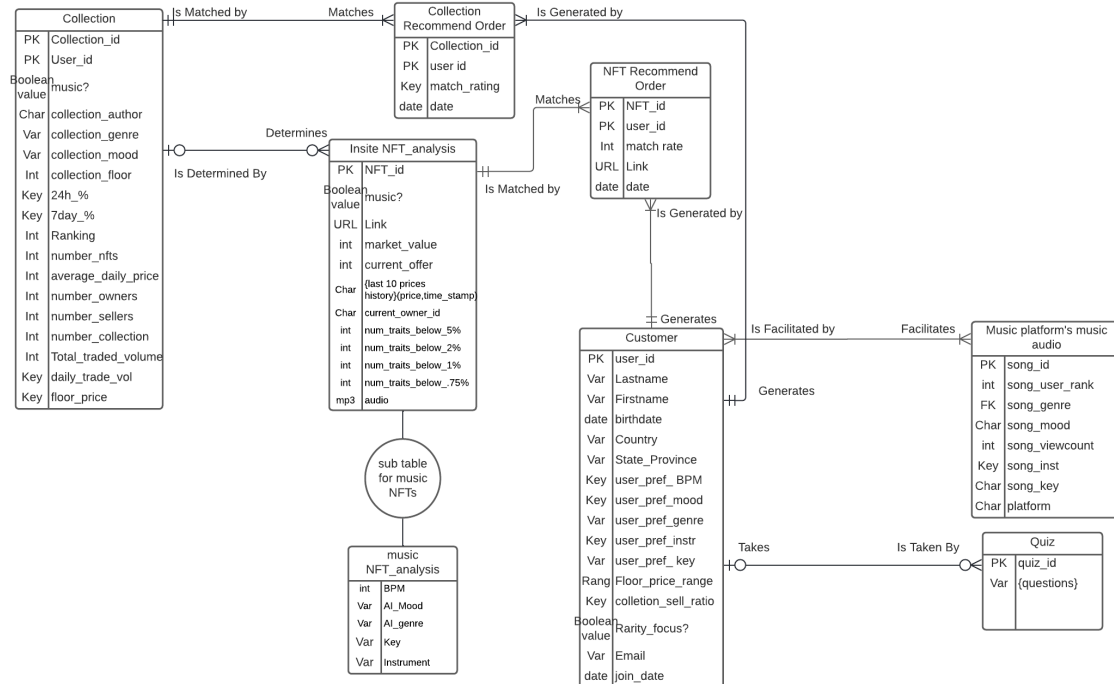 Collection
PK Collection_id
PK User_id
Boolean value music?
Char collection_author
Var collection_genre
Var collection_mood
Int collection_floor
Key 24h_%
Key 7day_%
Int Ranking
Int number_nfts
Int average_daily_price
Int number_owners
Int number_sellers
Int number_collection
Int Total_traded_volume
Key daily_trade_vol
Key floor_price
Is Matched by
Matches
Collection
Recommend Order
PK Collection_id
PK user id
Key match_rating
date date
Is Generated by
NFT Recommend
Order
PK NFT_id
PK user_id
Int match rate
URL Link
date date
Matches
Is Matched by
Is Generated by
Generates
Determines
Is Determined By
Insite NFT_analysis
PK NFT_id
Boolean value music?
URL Link
int market_value
int current_offer
Char {last 10 prices
history}(price,time_stamp}
Char current_owner_id
int num_traits_below_5%
int num_traits_below_2%
int num_traits_below_1%
int num_traits_below_.75%
mp3 audio
sub table
for music
NFTs
music
NFT_analysis
int BPM
Var AI_Mood
Var AI_genre
Var Key
Var Instrument
Customer
PK user_id
Var Lastname
Var Firstname
date birthdate
Var Country
Var State_Province
Key user_pref_ BPM
Key user_pref_mood
Var user_pref_genre
Key user_pref_instr
Var user_pref_ key
Rang Floor_price_range
Key colletion_sell_ratio
Boolean value Rarity_focus?
Var Email
date join_date
Is Facilitated by
Facilitates
Generates
Music platform's music
audio
PK song_id
int song_user_rank
FK song_genre
Char song_mood
int song_viewcount
Key song_inst
Char song_key
Char platform
Takes
Is Taken By
Quiz
PK quiz_id
Var {questions}